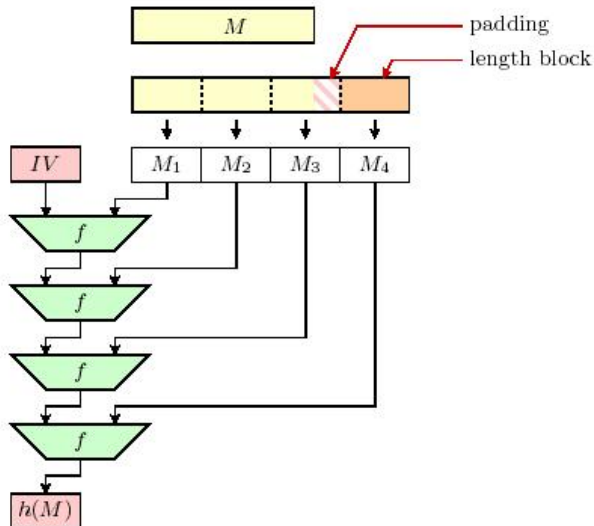 M
padding
length block
IV
M₁ M₂ M₃ M₄
f
f
f
f
h(M)